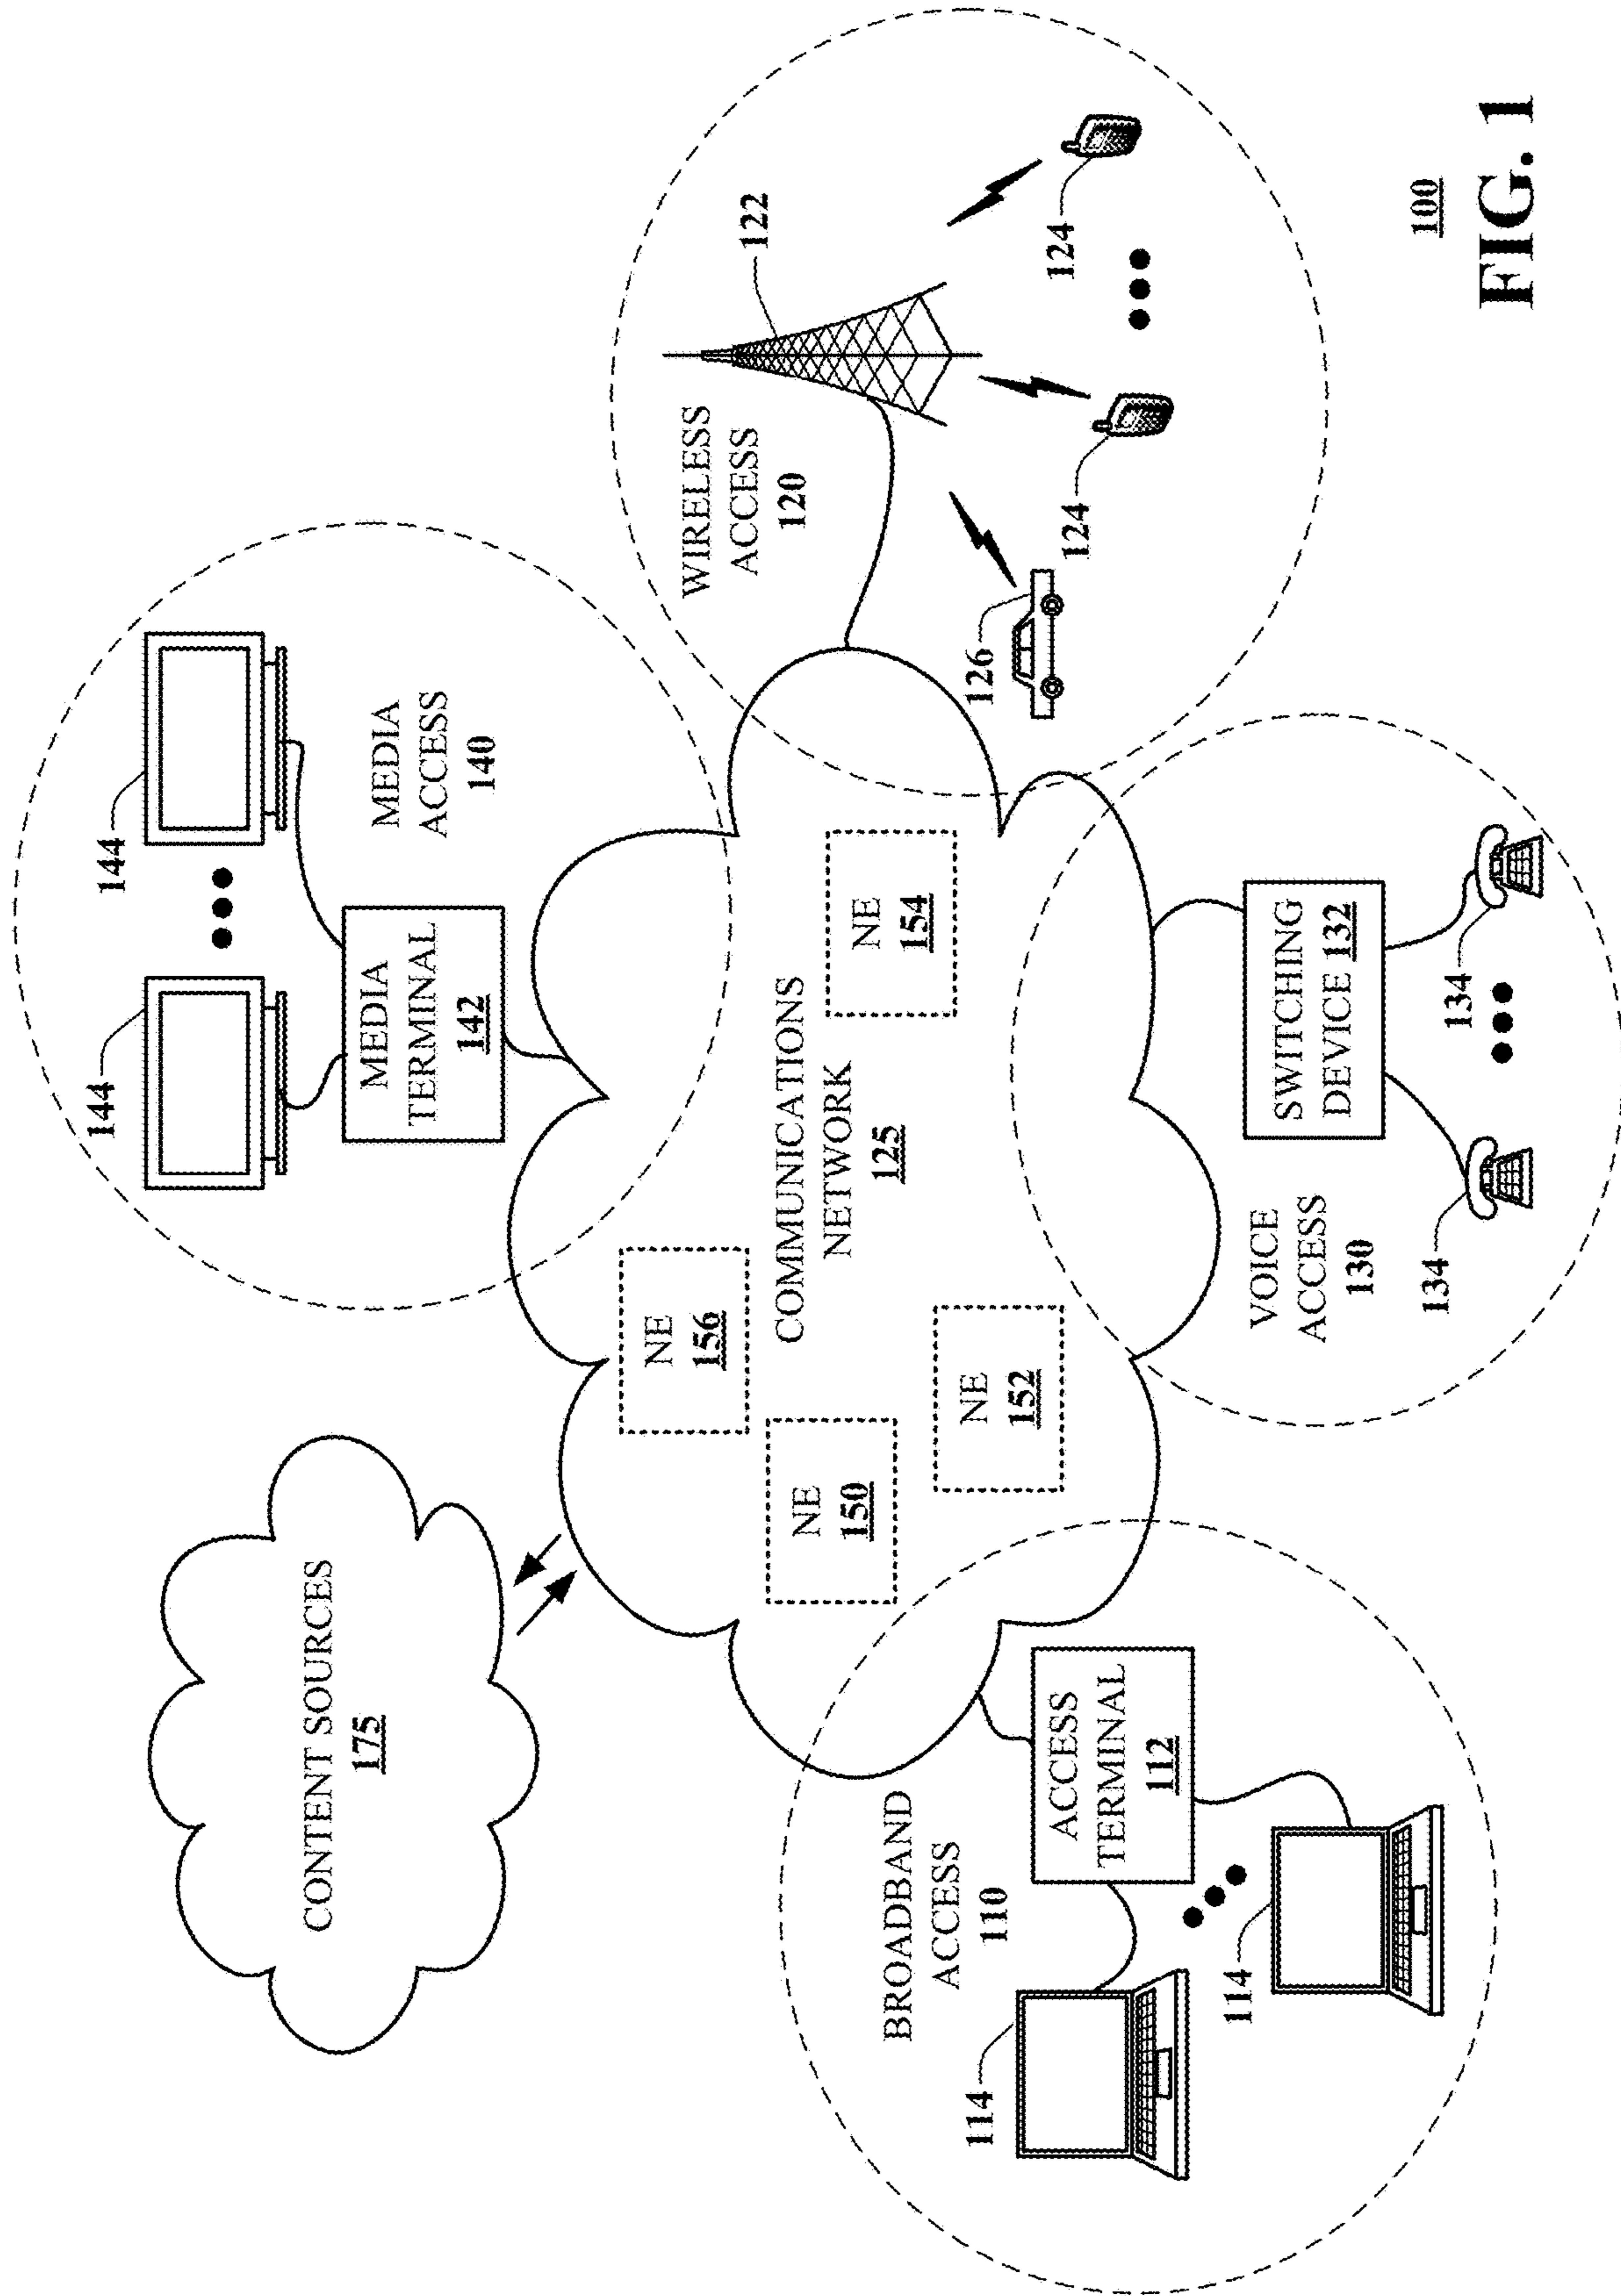 CONTENT SOURCES
175
144
144
MEDIA
TERMINAL
142
MEDIA
ACCESS
140
WIRELESS
ACCESS
120
122
124
124
126
COMMUNICATIONS
NETWORK
125
NE
156
NE
150
NE
152
NE
154
BROADBAND
ACCESS
110
ACCESS
TERMINAL
112
114
114
VOICE
ACCESS
130
SWITCHING
DEVICE 132
134
134
100
FIG. 1